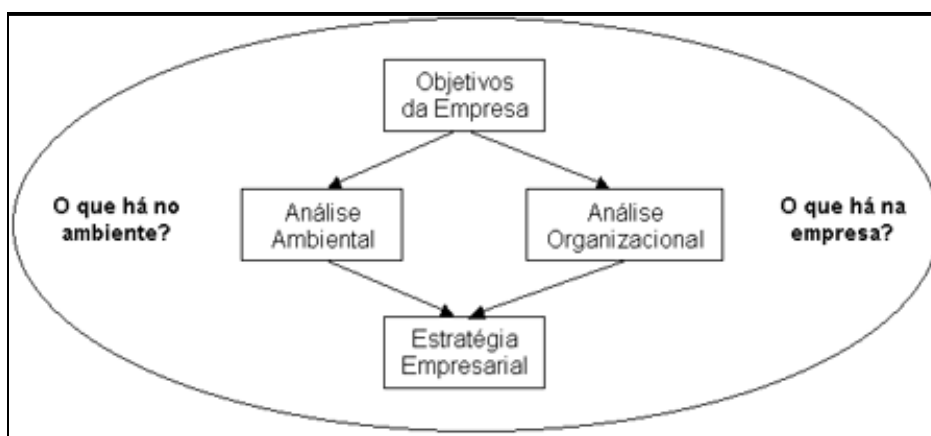 Objetivos
da Empresa
O que há no
ambiente?
Análise
Ambiental
Análise
Organizacional
O que há na
empresa?
Estratégia
Empresarial